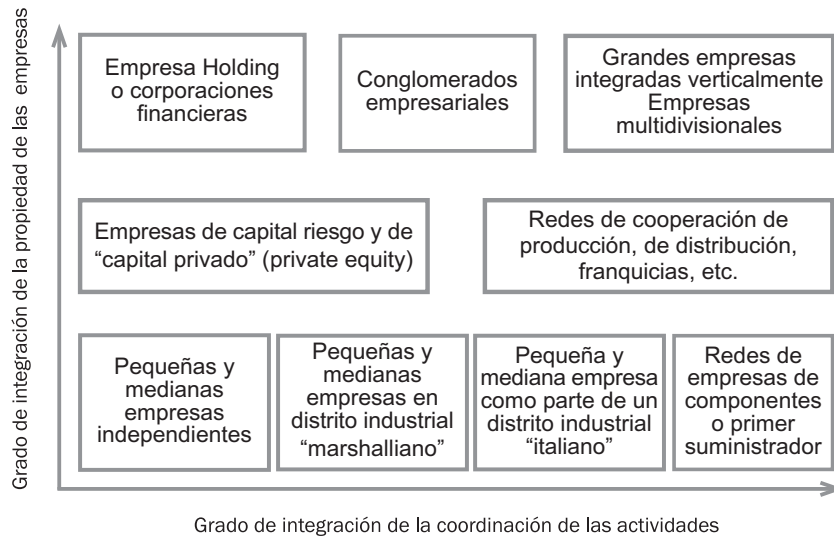 Grado de integración de la propiedad de las empresas
Empresa Holding
o corporaciones
financieras
Conglomerados
empresariales
Grandes empresas
integradas verticalmente
Empresas
multidivisionales
Empresas de capital riesgo y de
“capital privado” (private equity)
Redes de cooperación de
producción, de distribución,
franquicias, etc.
Pequeñas y
medianas
empresas
independientes
Pequeñas y
medianas
empresas en
distrito industrial
“marshalliano”
Pequeña y
mediana empresa
como parte de un
distrito industrial
“italiano”
Redes de
empresas de
componentes
o primer
suministrador
Grado de integración de la coordinación de las actividades